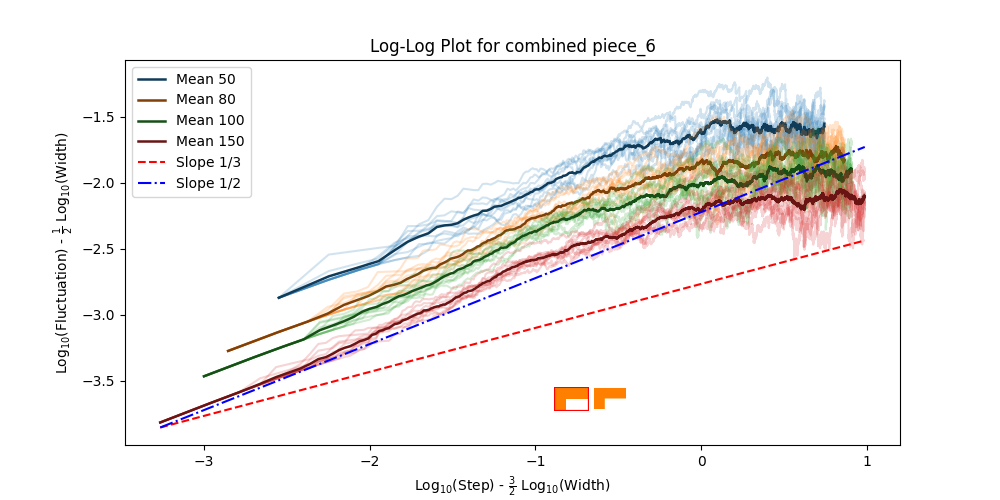 Log-Log Plot for combined piece_6
Mean 50
Mean 80
Mean 100
Mean 150
Slope 1/3
Slope 1/2
Log10(Fluctuation) - 1/2 Log10(Width)
−1.5
−2.0
−2.5
−3.0
−3.5
−3 −2 −1 0 1
Log10(Step) - 3/2 Log10(Width)